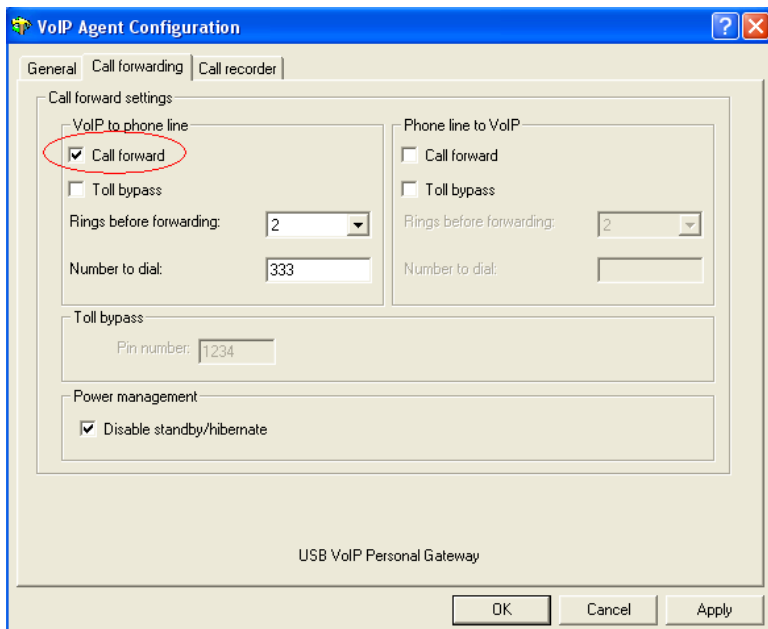 VoIP Agent Configuration
General Call forwarding Call recorder
Call forward settings
VoIP to phone line
Call forward
Toll bypass
Rings before forwarding: 2
Number to dial: 333
Phone line to VoIP
Call forward
Toll bypass
Rings before forwarding: 2
Number to dial:
Toll bypass
Pin number: 1234
Power management
Disable standby/hibernate
USB VoIP Personal Gateway
OK Cancel Apply